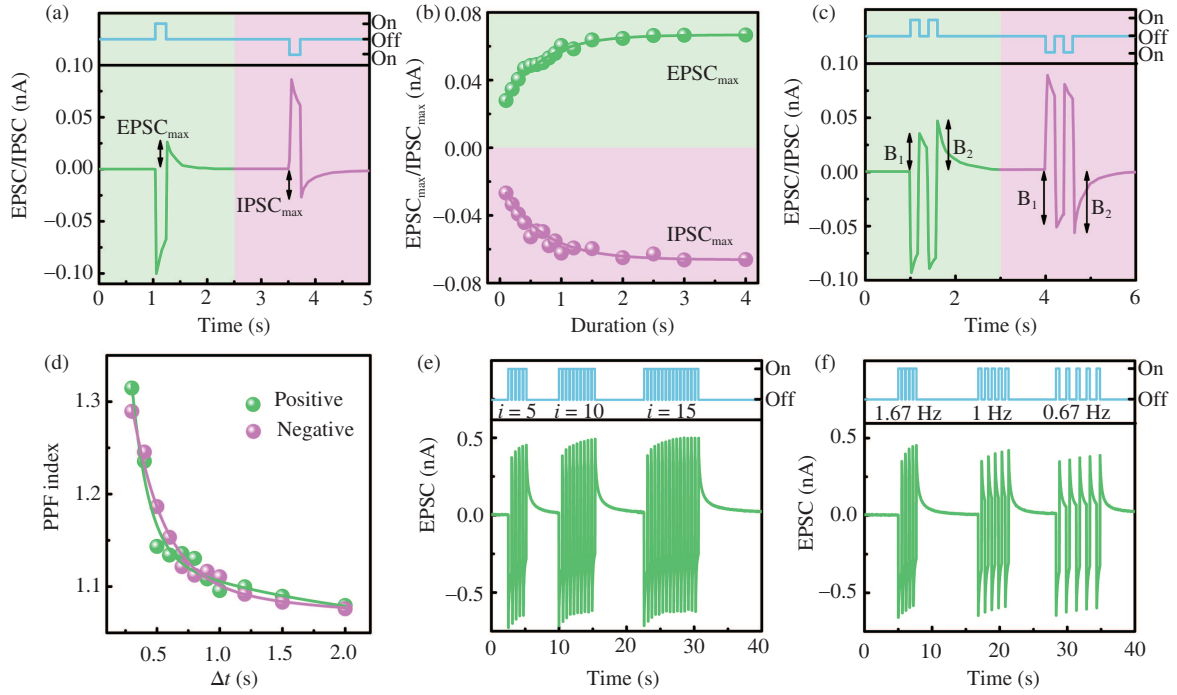 (a)
On
Off
On
0.10
0.05
0.00
−0.05
−0.10
EPSC/IPSC (nA)
EPSCmax
IPSCmax
0 1 2 3 4 5
Time (s)
(b)
0.08
0.04
0.00
−0.04
−0.08
EPSCmax/IPSCmax (nA)
EPSCmax
IPSCmax
0 1 2 3 4
Duration (s)
(c)
On
Off
On
0.10
0.05
0.00
−0.05
−0.10
EPSC/IPSC (nA)
B1
B2
B1
B2
0 2 4 6
Time (s)
(d)
1.3
1.2
1.1
PPF index
Positive
Negative
0.5 1.0 1.5 2.0
Δt (s)
(e)
On
Off
i = 5 i = 10 i = 15
0.5
0.0
−0.5
EPSC (nA)
0 10 20 30 40
Time (s)
(f)
On
Off
1.67 Hz 1 Hz 0.67 Hz
0.5
0.0
−0.5
EPSC (nA)
0 10 20 30 40
Time (s)